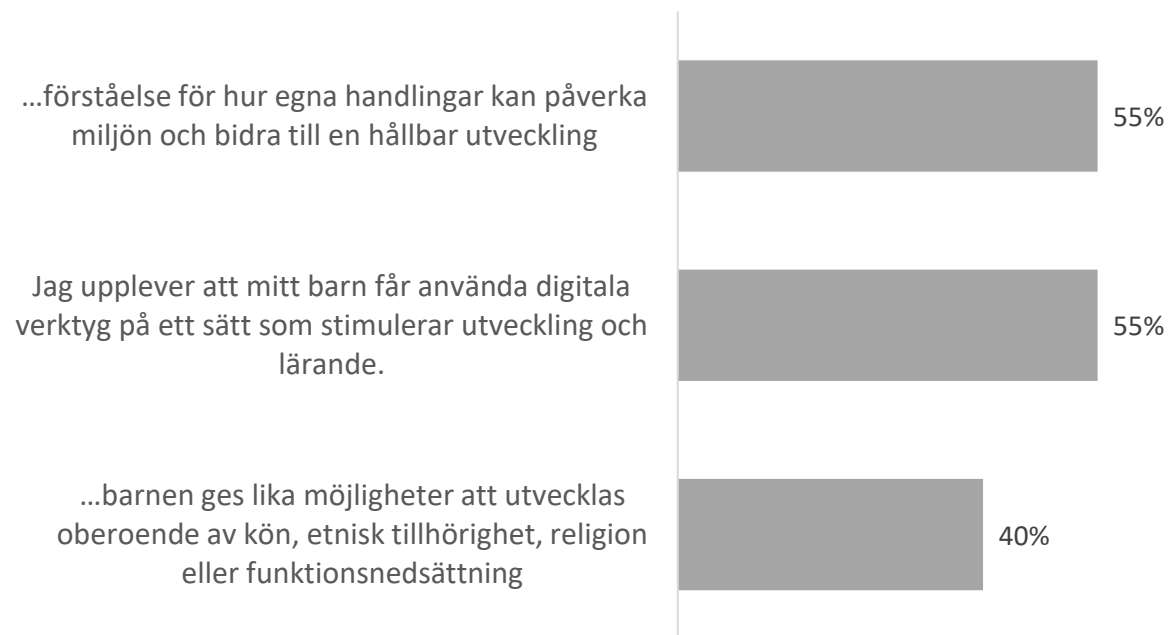 …förståelse för hur egna handlingar kan påverka
miljön och bidra till en hållbar utveckling
55%
Jag upplever att mitt barn får använda digitala
verktyg på ett sätt som stimulerar utveckling och
lärande.
55%
…barnen ges lika möjligheter att utvecklas
oberoende av kön, etnisk tillhörighet, religion
eller funktionsnedsättning
40%